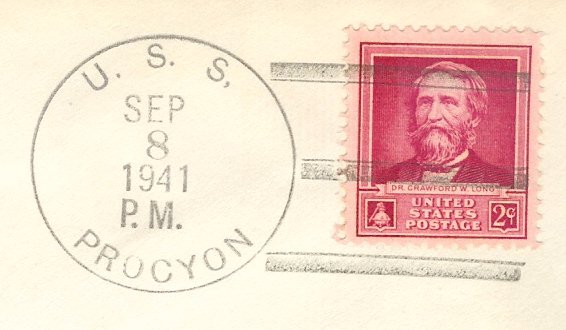 U. S. S.
SEP
8
1941
P.M.
PROCYON
DR. CRAWFORD W. LONG
UNITED
STATES
POSTAGE
2¢